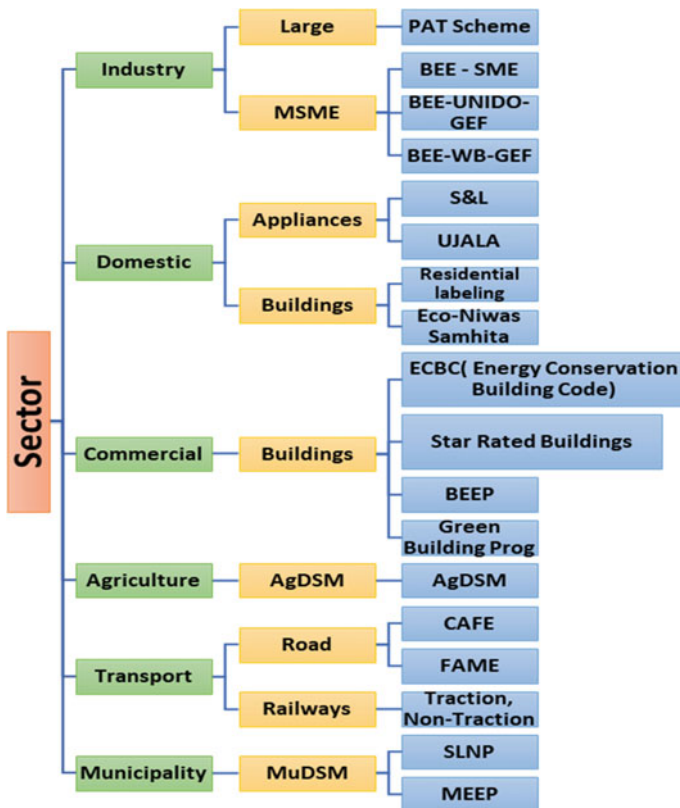 Sector
Industry
Large
PAT Scheme
MSME
BEE - SME
BEE-UNIDO-
GEF
BEE-WB-GEF
Domestic
Appliances
S&L
UJALA
Buildings
Residential
labeling
Eco-Niwas
Samhita
Commercial
Buildings
ECBC( Energy Conservation
Building Code)
Star Rated Buildings
BEEP
Green
Building Prog
Agriculture
AgDSM
AgDSM
Transport
Road
CAFE
FAME
Railways
Traction,
Non-Traction
Municipality
MuDSM
SLNP
MEEP